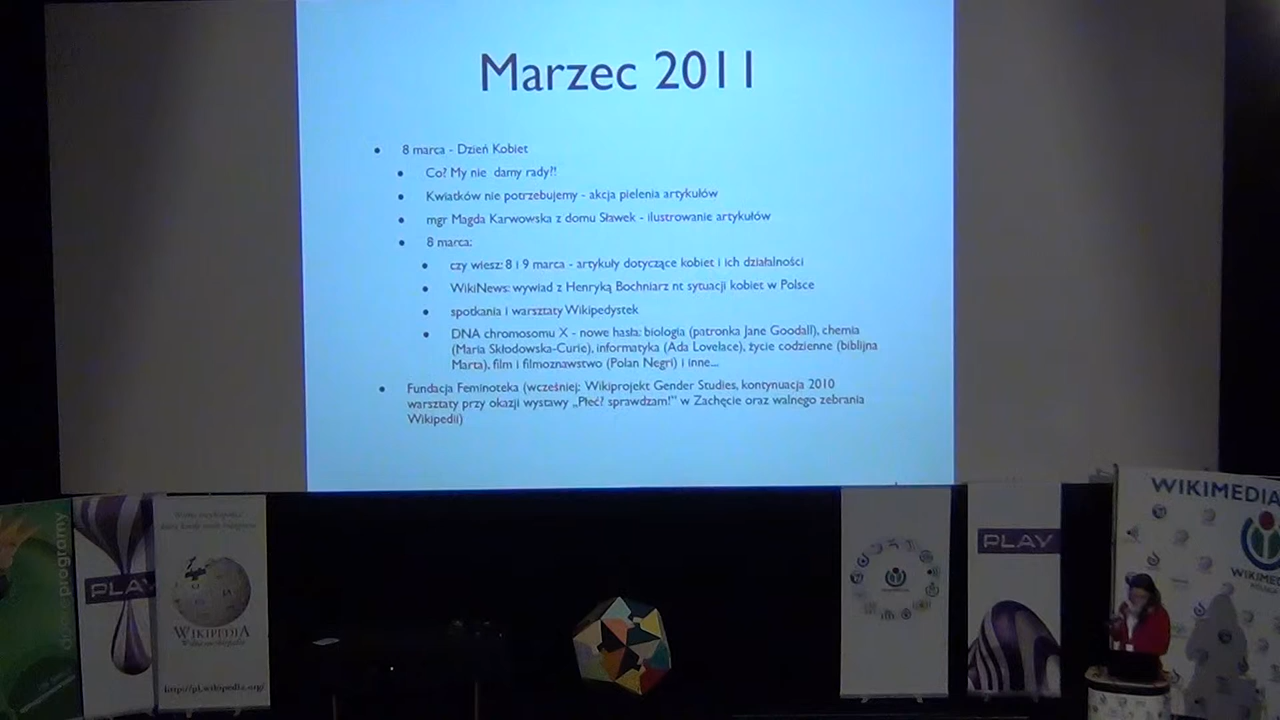 Marzec 2011
8 marca - Dzień Kobiet
Co? My nie damy rady?!
Kwiatków nie potrzebujemy - akcja pielenia artykułów
mgr Magda Karwowska z domu Sławek - ilustrowanie artykułów
8 marca:
czy wiesz: 8 i 9 marca - artykuły dotyczące kobiet i ich działalności
WikiNews: wywiad z Henryką Bochniarz nt sytuacji kobiet w Polsce
spotkania i warsztaty Wikipedystek
DNA chromosomu X - nowe hasła: biologia (patronka Jane Goodall), chemia
(Maria Skłodowska-Curie), informatyka (Ada Lovelace), życie codzienne (biblijna
Marta), film i filmoznawstwo (Polan Negri) i inne...
Fundacja Feminoteka (wcześniej: Wikiprojekt Gender Studies, kontynuacja 2010
warsztaty przy okazji wystawy „Płeć? sprawdzam!" w Zachęcie oraz walnego zebrania
Wikipedii)
programy
PLAY
WIKIPEDIA
http://pl.wikipedia.org/
PLAY
WIKIMEDIA
WIKIMEDIA